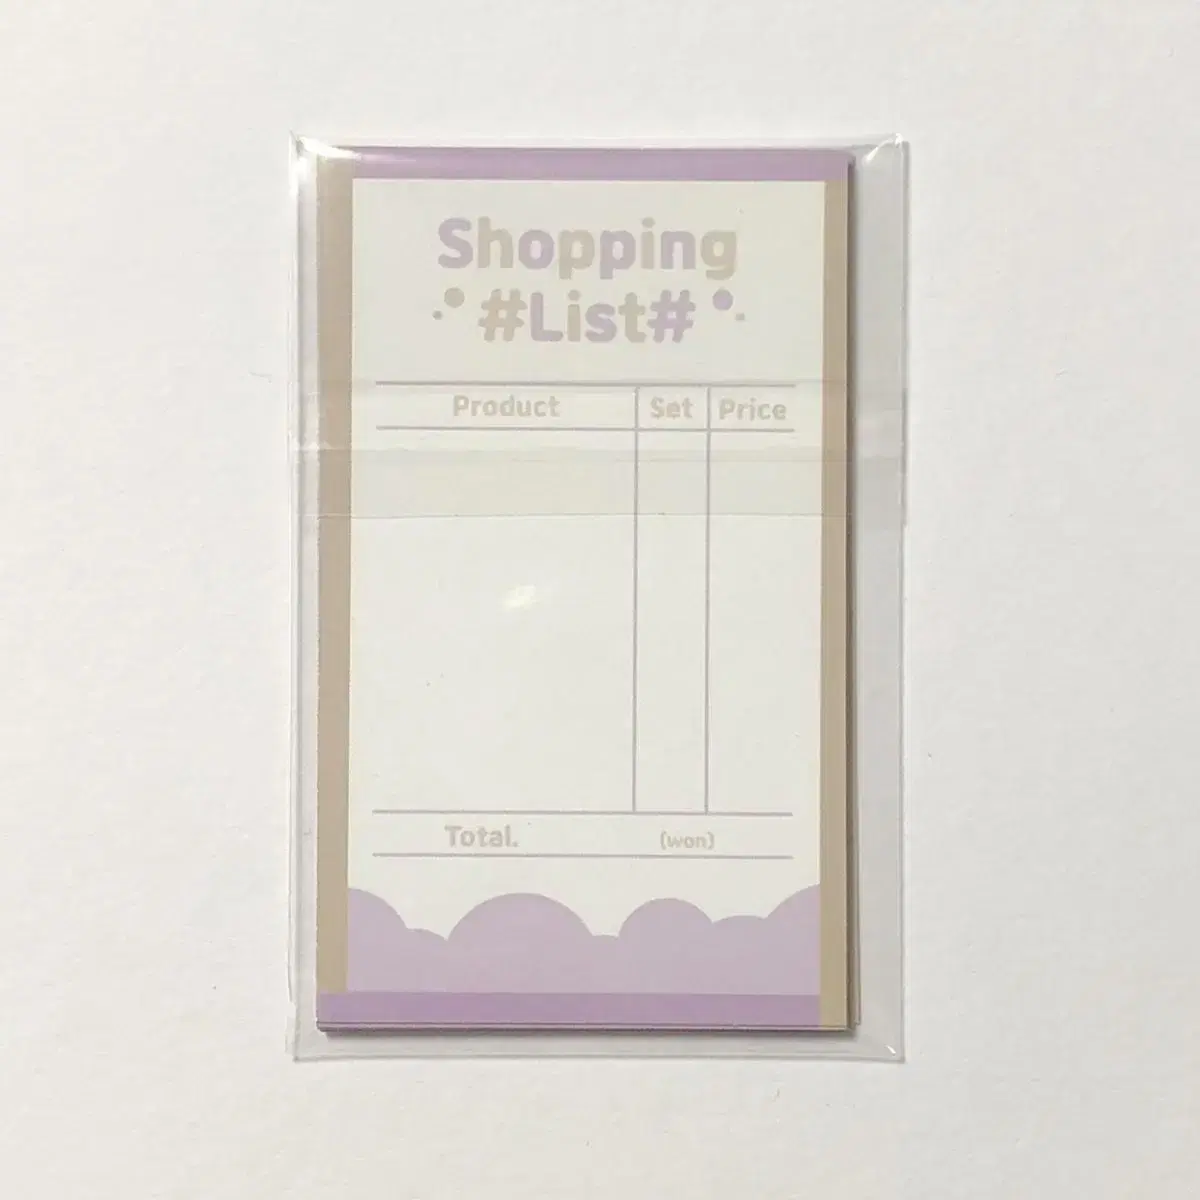 Shopping
#List#
Product Set Price
Total. (won)